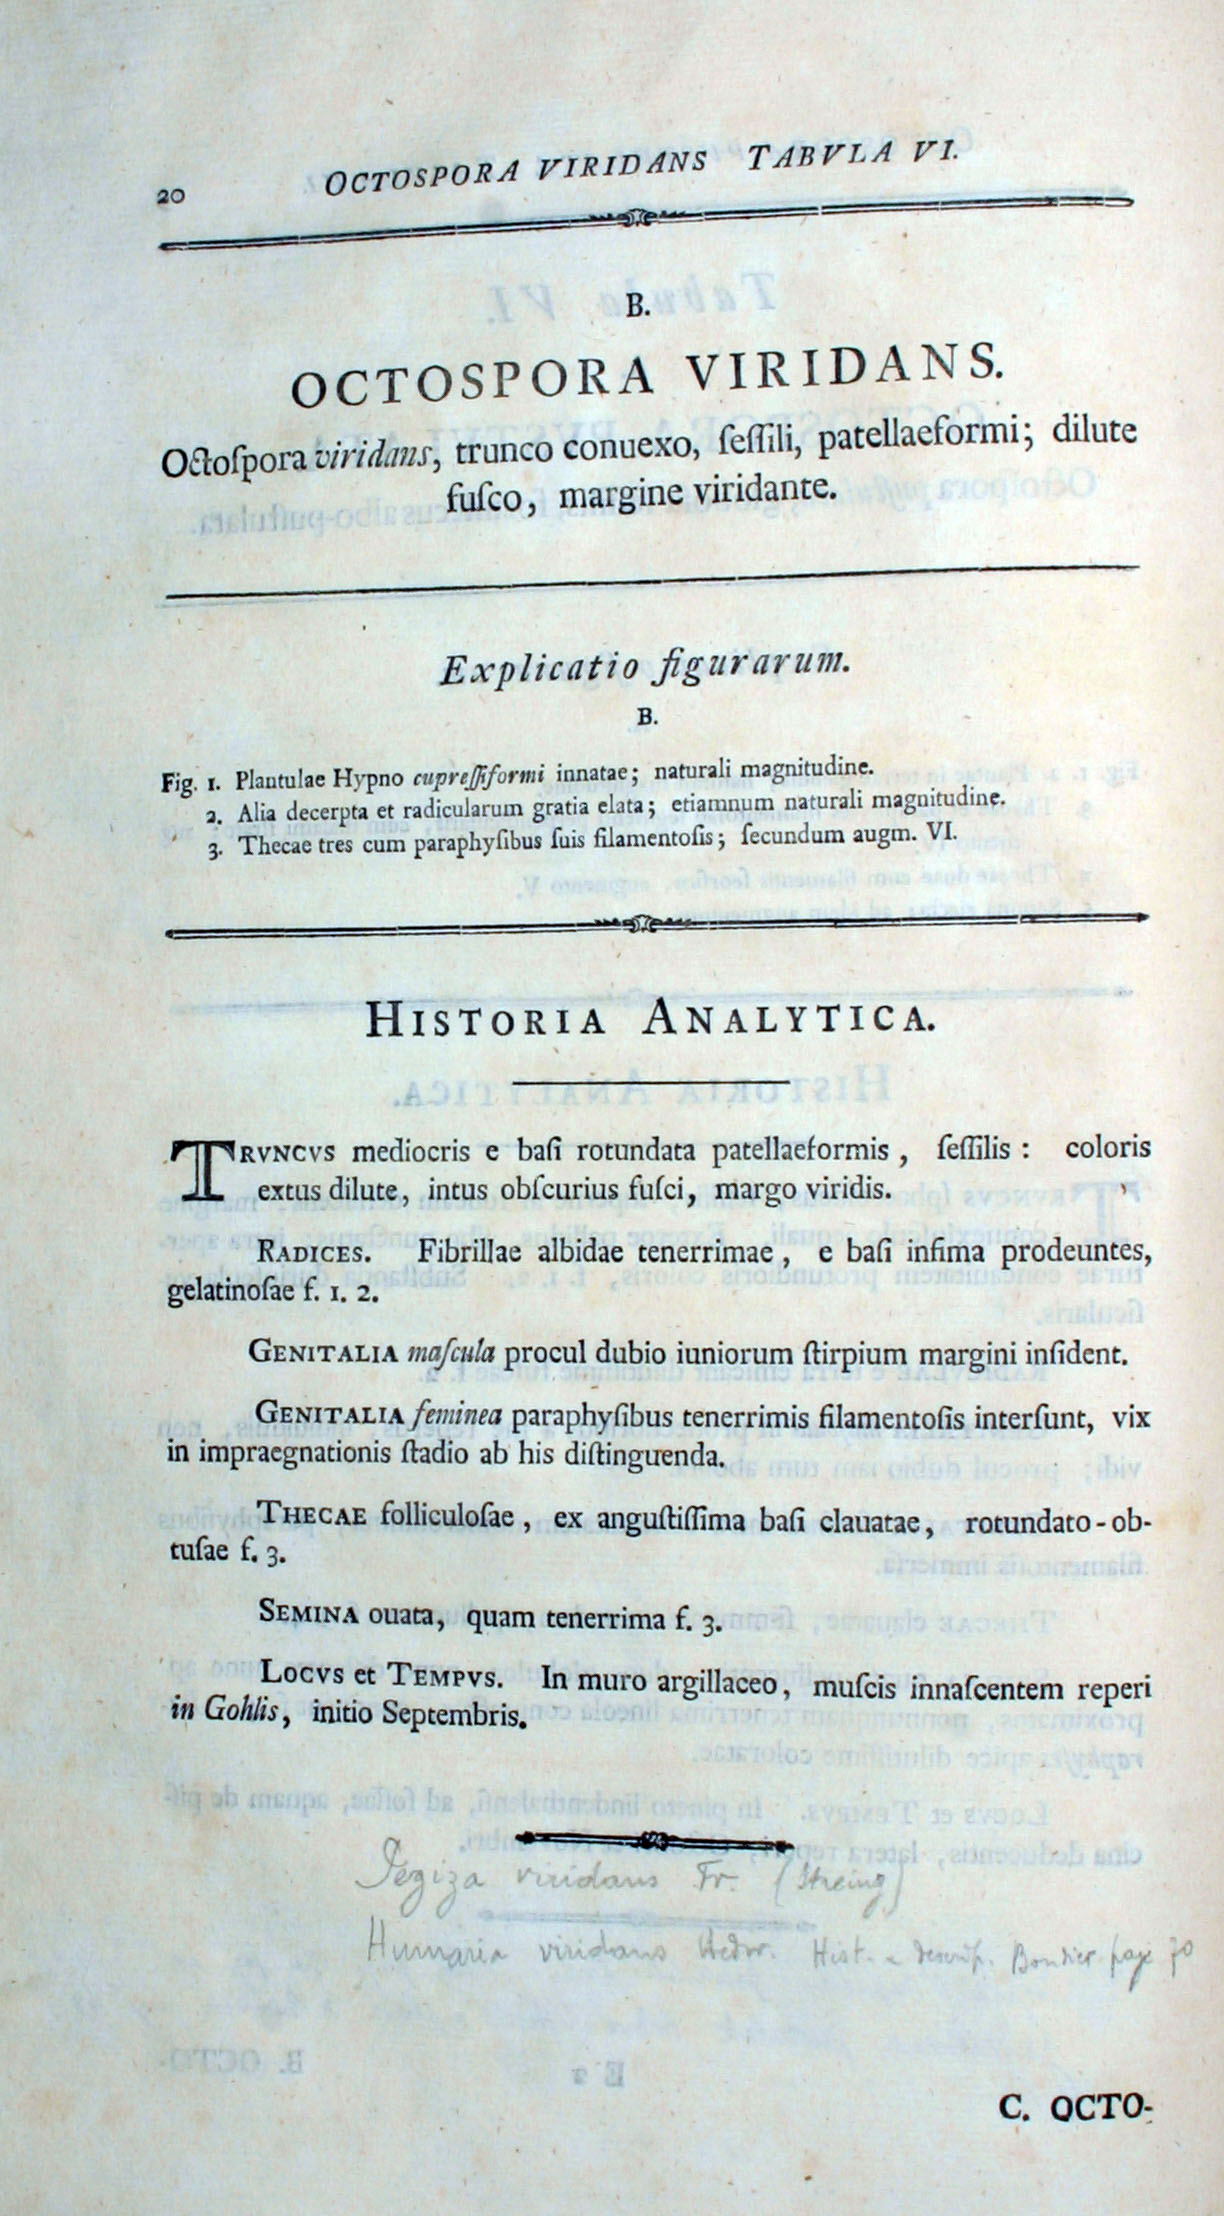 20 OCTOSPORA VIRIDANS TABVLA VI.
B.
OCTOSPORA VIRIDANS.
Octoſpora viridans, trunco conuexo, ſeſſili, patellaeformi; dilute
fuſco, margine viridante.
Explicatio figurarum.
B.
Fig. 1. Plantulae Hypno cupreſſiformi innatae; naturali magnitudine.
2. Alia decerpta et radicularum gratia elata; etiamnum naturali magnitudine.
3. Thecae tres cum paraphyſibus ſuis filamentoſis; ſecundum augm. VI.
HISTORIA ANALYTICA.
TRVNCVS mediocris e baſi rotundata patellaeformis, ſeſſilis: coloris
extus dilute, intus obſcurius fuſci, margo viridis.
RADICES. Fibrillae albidae tenerrimae, e baſi infima prodeuntes,
gelatinoſae f. 1. 2.
GENITALIA maſcula procul dubio iuniorum ſtirpium margini inſident.
GENITALIA feminea paraphyſibus tenerrimis filamentoſis interſunt, vix
in impraegnationis ſtadio ab his diſtinguenda.
THECAE folliculoſae, ex anguſtiſſima baſi clauatae, rotundato-ob-
tuſae f. 3.
SEMINA ouata, quam tenerrima f. 3.
LOCVS et TEMPVS. In muro argillaceo, muſcis innaſcentem reperi
in Gohlis, initio Septembris.
Peziza viridans Fr. (Streinz)
Humaria viridans Hedw. Hist. Boudier page 70
C. OCTO-